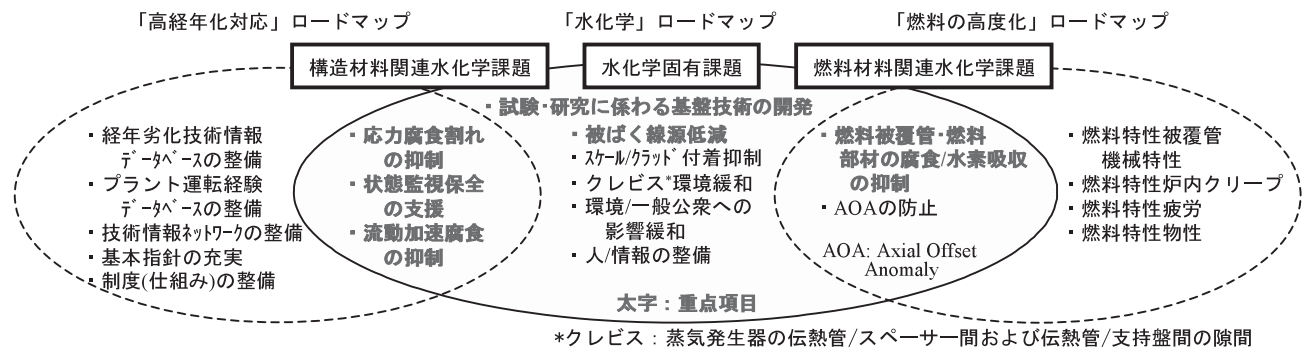 「高経年化対応」ロードマップ
「水化学」ロードマップ
「燃料の高度化」ロードマップ
構造材料関連水化学課題
水化学固有課題
燃料材料関連水化学課題
・試験・研究に係わる基盤技術の開発
・経年劣化技術情報
データベースの整備
・プラント運転経験
データベースの整備
・技術情報ネットワークの整備
・基本指針の充実
・制度(仕組み)の整備
・応力腐食割れ
の抑制
・状態監視保全
の支援
・流動加速腐食
の抑制
・被ばく線源低減
・スケール/クラッド付着抑制
・クレビス*環境緩和
・環境/一般公衆への
影響緩和
・人/情報の整備
・燃料被覆管・燃料
部材の腐食/水素吸収
の抑制
・AOAの防止
AOA: Axial Offset
Anomaly
・燃料特性被覆管
機械特性
・燃料特性炉内クリープ
・燃料特性疲労
・燃料特性物性
太字：重点項目
*クレビス：蒸気発生器の伝熱管/スペーサー間および伝熱管/支持盤間の隙間